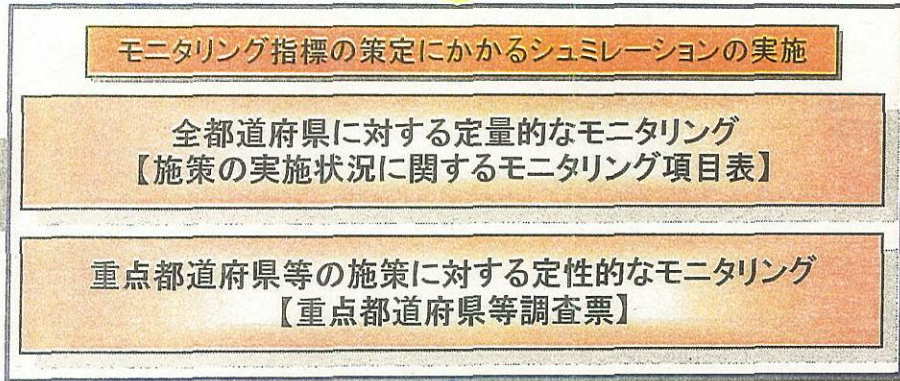 モニタリング指標の策定にかかるシュミレーションの実施
全都道府県に対する定量的なモニタリング
【施策の実施状況に関するモニタリング項目表】
重点都道府県等の施策に対する定性的なモニタリング
【重点都道府県等調査票】